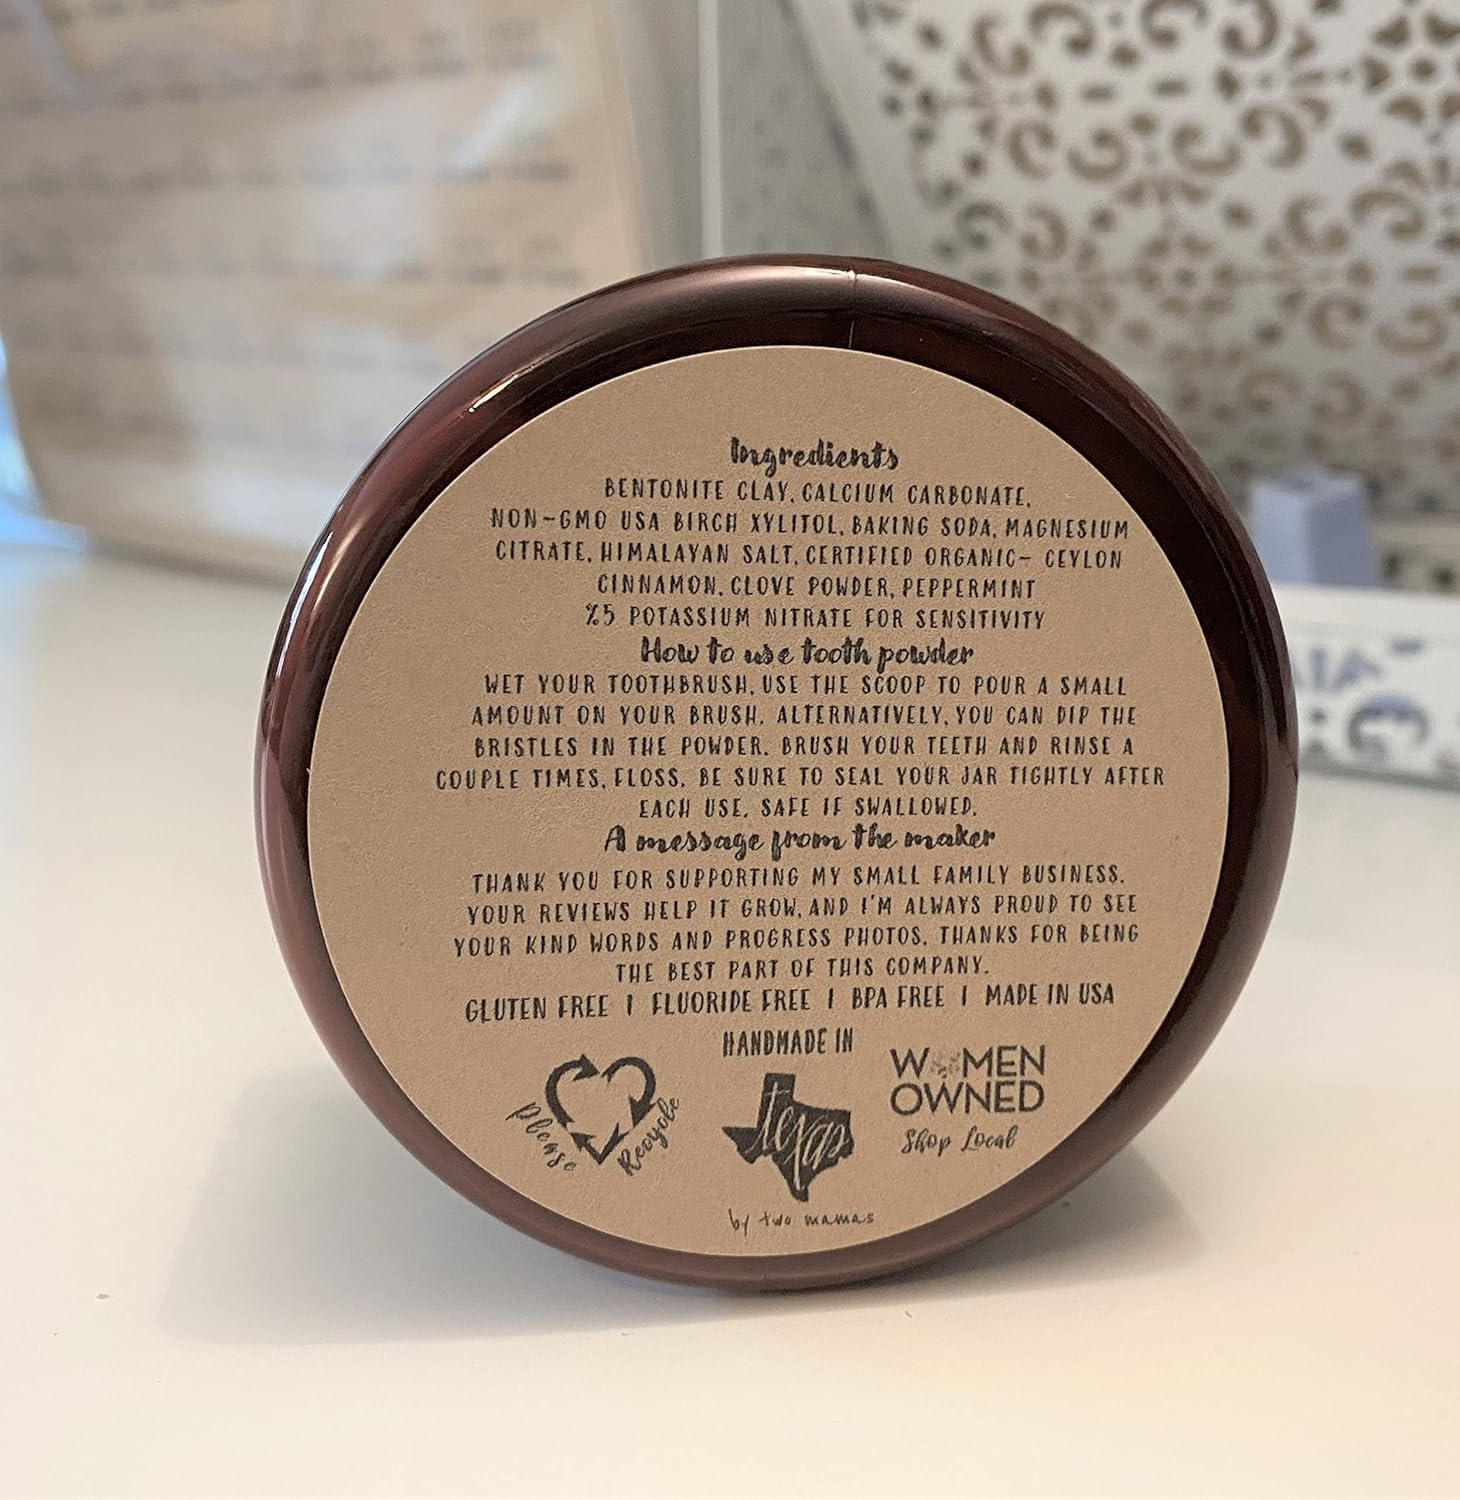 Ingredients
BENTONITE CLAY, CALCIUM CARBONATE,
NON-GMO USA BIRCH XYLITOL, BAKING SODA, MAGNESIUM
CITRATE, HIMALAYAN SALT, CERTIFIED ORGANIC- CEYLON
CINNAMON, CLOVE POWDER, PEPPERMINT
%5 POTASSIUM NITRATE FOR SENSITIVITY
How to use tooth powder
WET YOUR TOOTHBRUSH, USE THE SCOOP TO POUR A SMALL
AMOUNT ON YOUR BRUSH. ALTERNATIVELY, YOU CAN DIP THE
BRISTLES IN THE POWDER. BRUSH YOUR TEETH AND RINSE A
COUPLE TIMES, FLOSS. BE SURE TO SEAL YOUR JAR TIGHTLY AFTER
EACH USE. SAFE IF SWALLOWED.
A message from the maker
THANK YOU FOR SUPPORTING MY SMALL FAMILY BUSINESS.
YOUR REVIEWS HELP IT GROW, AND I'M ALWAYS PROUD TO SEE
YOUR KIND WORDS AND PROGRESS PHOTOS. THANKS FOR BEING
THE BEST PART OF THIS COMPANY.
GLUTEN FREE | FLUORIDE FREE | BPA FREE | MADE IN USA
HANDMADE IN
Texas
by two mamas
Please Recycle
WOMEN
OWNED
Shop Local